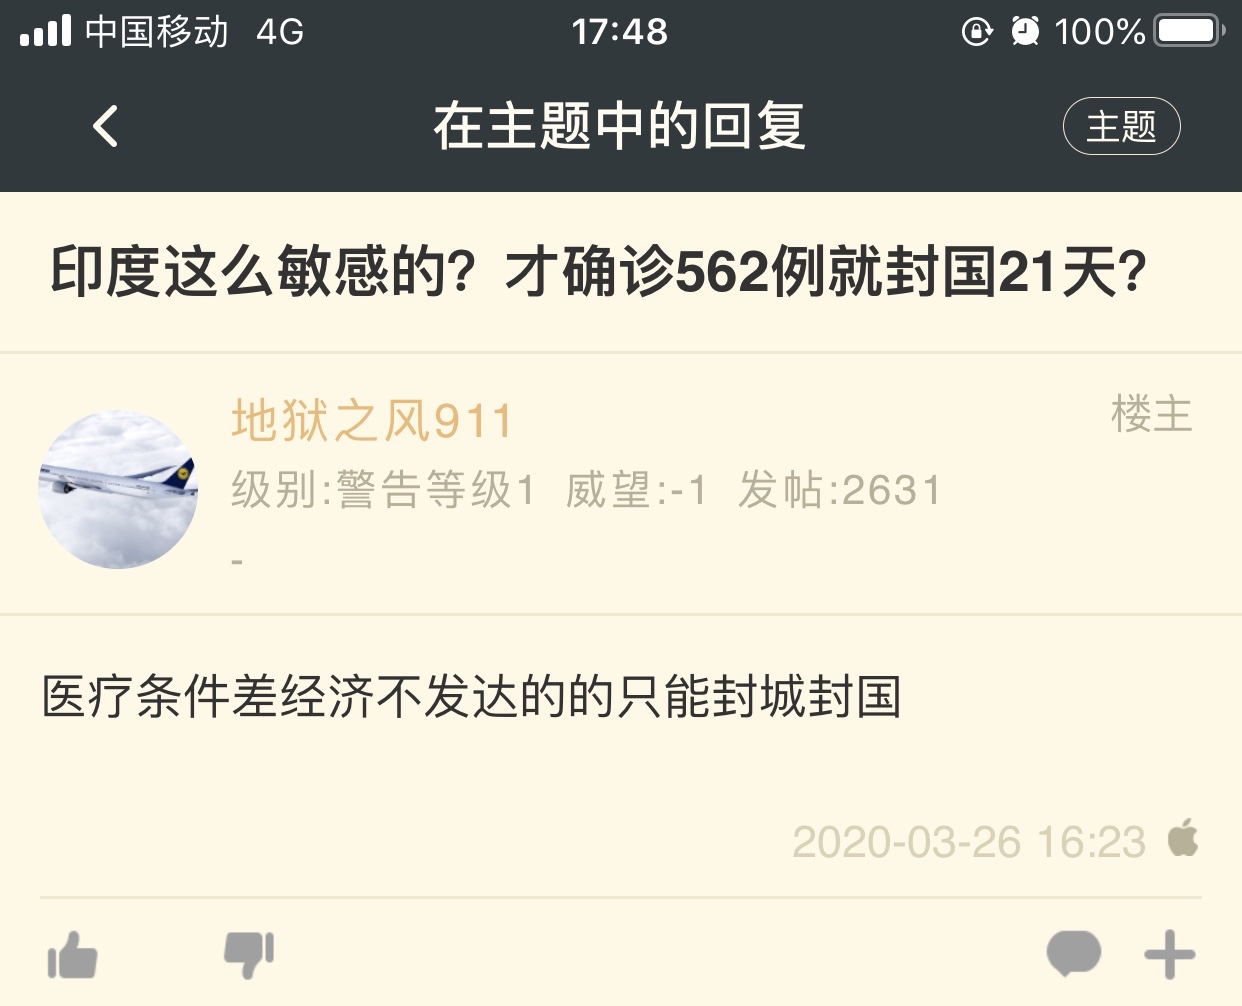 中国移动 4G 17:48 100%
在主题中的回复 主题
印度这么敏感的？才确诊562例就封国21天？
地狱之风911 楼主
级别:警告等级1 威望:-1 发帖:2631
-
医疗条件差经济不发达的的只能封城封国
2020-03-26 16:23